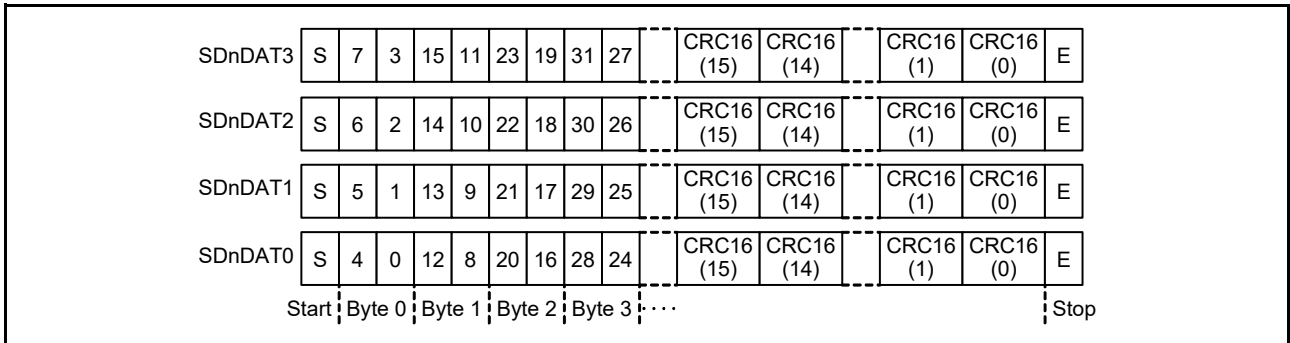 SDnDAT3 S 7 3 15 11 23 19 31 27 CRC16 (15) CRC16 (14) CRC16 (1) CRC16 (0) E
SDnDAT2 S 6 2 14 10 22 18 30 26 CRC16 (15) CRC16 (14) CRC16 (1) CRC16 (0) E
SDnDAT1 S 5 1 13 9 21 17 29 25 CRC16 (15) CRC16 (14) CRC16 (1) CRC16 (0) E
SDnDAT0 S 4 0 12 8 20 16 28 24 CRC16 (15) CRC16 (14) CRC16 (1) CRC16 (0) E
Start Byte 0 Byte 1 Byte 2 Byte 3 ···· Stop